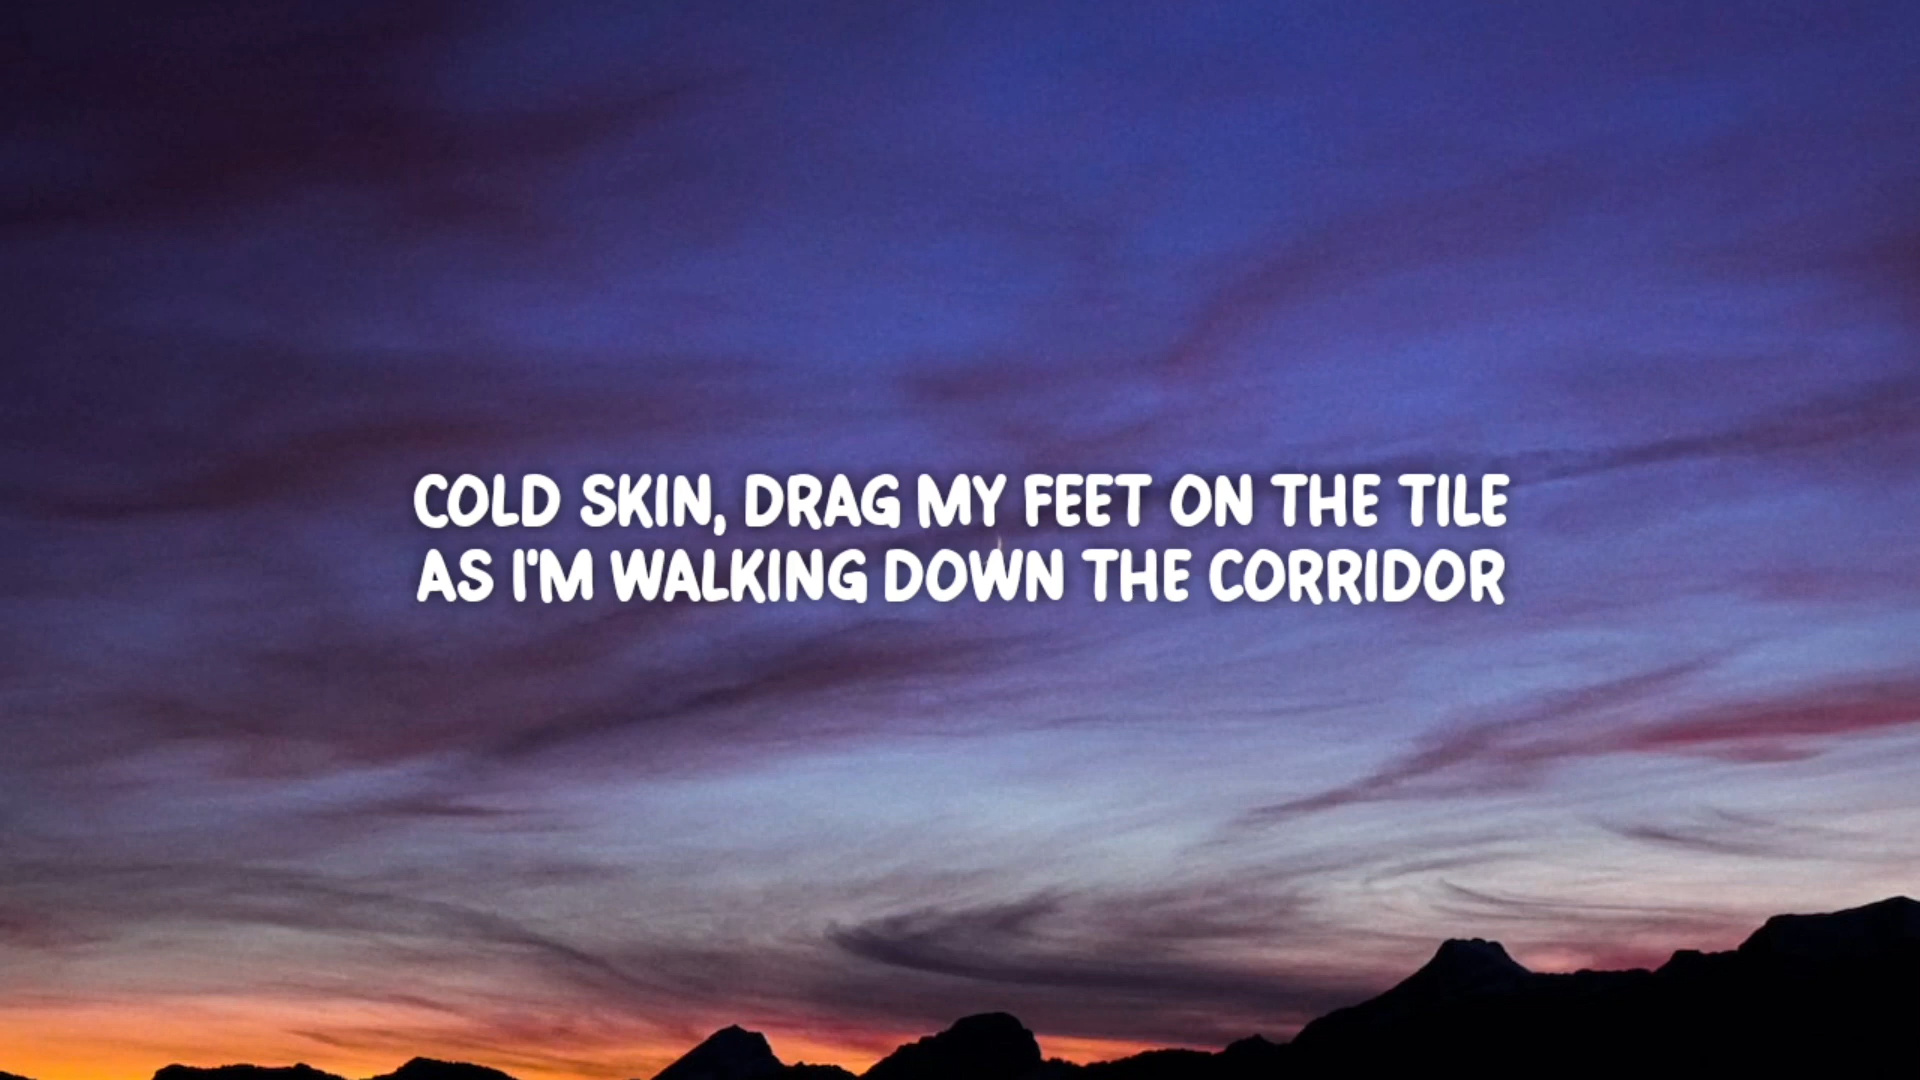 COLD SKIN, DRAG MY FEET ON THE TILE
AS I'M WALKING DOWN THE CORRIDOR